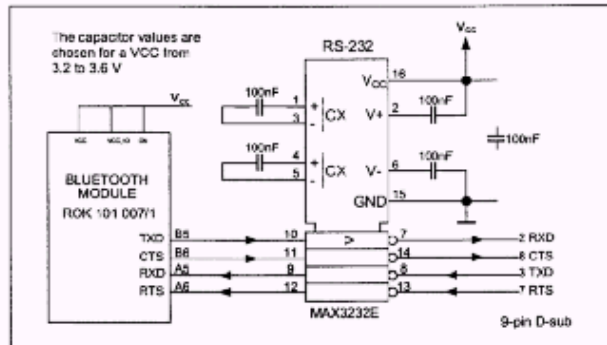 The capacitor values are
chosen for a VCC from
3.2 to 3.6 V
RS-232
VCC
VCC 16
100nF
1 + CX V+ 2 100nF
3 -
100nF
100nF
4 + CX V- 6 100nF
5 -
GND 15
VCC
VCC VCC_IO ON
BLUETOOTH
MODULE
ROK 101 007/1
TXD B5 10 > 7 2 RXD
CTS B6 11 14 8 CTS
RXD A5 9 8 3 TXD
RTS A6 12 13 7 RTS
MAX3232E
9-pin D-sub